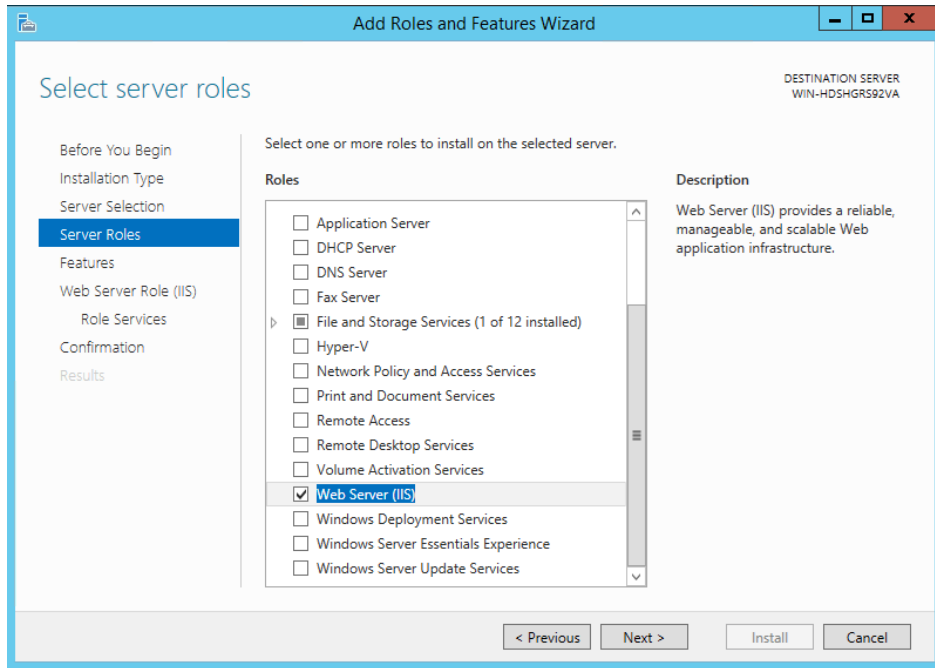 Add Roles and Features Wizard
Select server roles
DESTINATION SERVER
WIN-HDSHGRS92VA
Before You Begin
Installation Type
Server Selection
Server Roles
Features
Web Server Role (IIS)
Role Services
Confirmation
Results
Select one or more roles to install on the selected server.
Roles
Application Server
DHCP Server
DNS Server
Fax Server
File and Storage Services (1 of 12 installed)
Hyper-V
Network Policy and Access Services
Print and Document Services
Remote Access
Remote Desktop Services
Volume Activation Services
Web Server (IIS)
Windows Deployment Services
Windows Server Essentials Experience
Windows Server Update Services
Description
Web Server (IIS) provides a reliable,
manageable, and scalable Web
application infrastructure.
< Previous
Next >
Install
Cancel